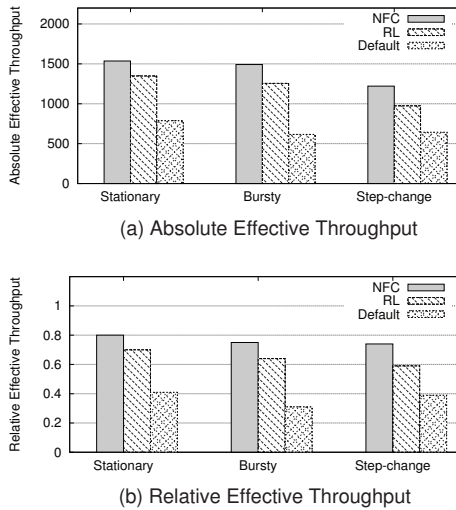 Absolute Effective Throughput
2000
1500
1000
500
0
NFC
RL
Default
Stationary
Bursty
Step-change
(a) Absolute Effective Throughput
Relative Effective Throughput
1
0.8
0.6
0.4
0.2
0
NFC
RL
Default
Stationary
Bursty
Step-change
(b) Relative Effective Throughput